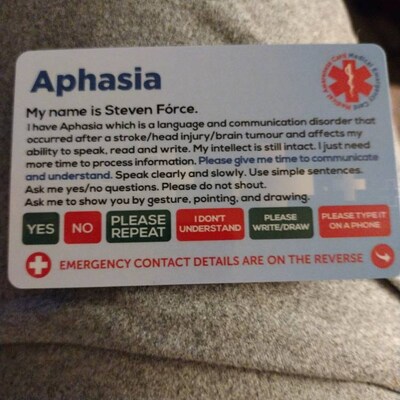 Aphasia
My name is Steven Force.
I have Aphasia which is a language and communication disorder that
occurred after a stroke/head injury/brain tumour and affects my
ability to speak, read and write. My intellect is still intact. I just need
more time to process information. Please give me time to communicate
and understand. Speak clearly and slowly. Use simple sentences.
Ask me yes/no questions. Please do not shout.
Ask me to show you by gesture, pointing, and drawing.
YES
NO
PLEASE
REPEAT
I DON'T
UNDERSTAND
PLEASE
WRITE/DRAW
PLEASE TYPE IT
ON A PHONE
EMERGENCY CONTACT DETAILS ARE ON THE REVERSE